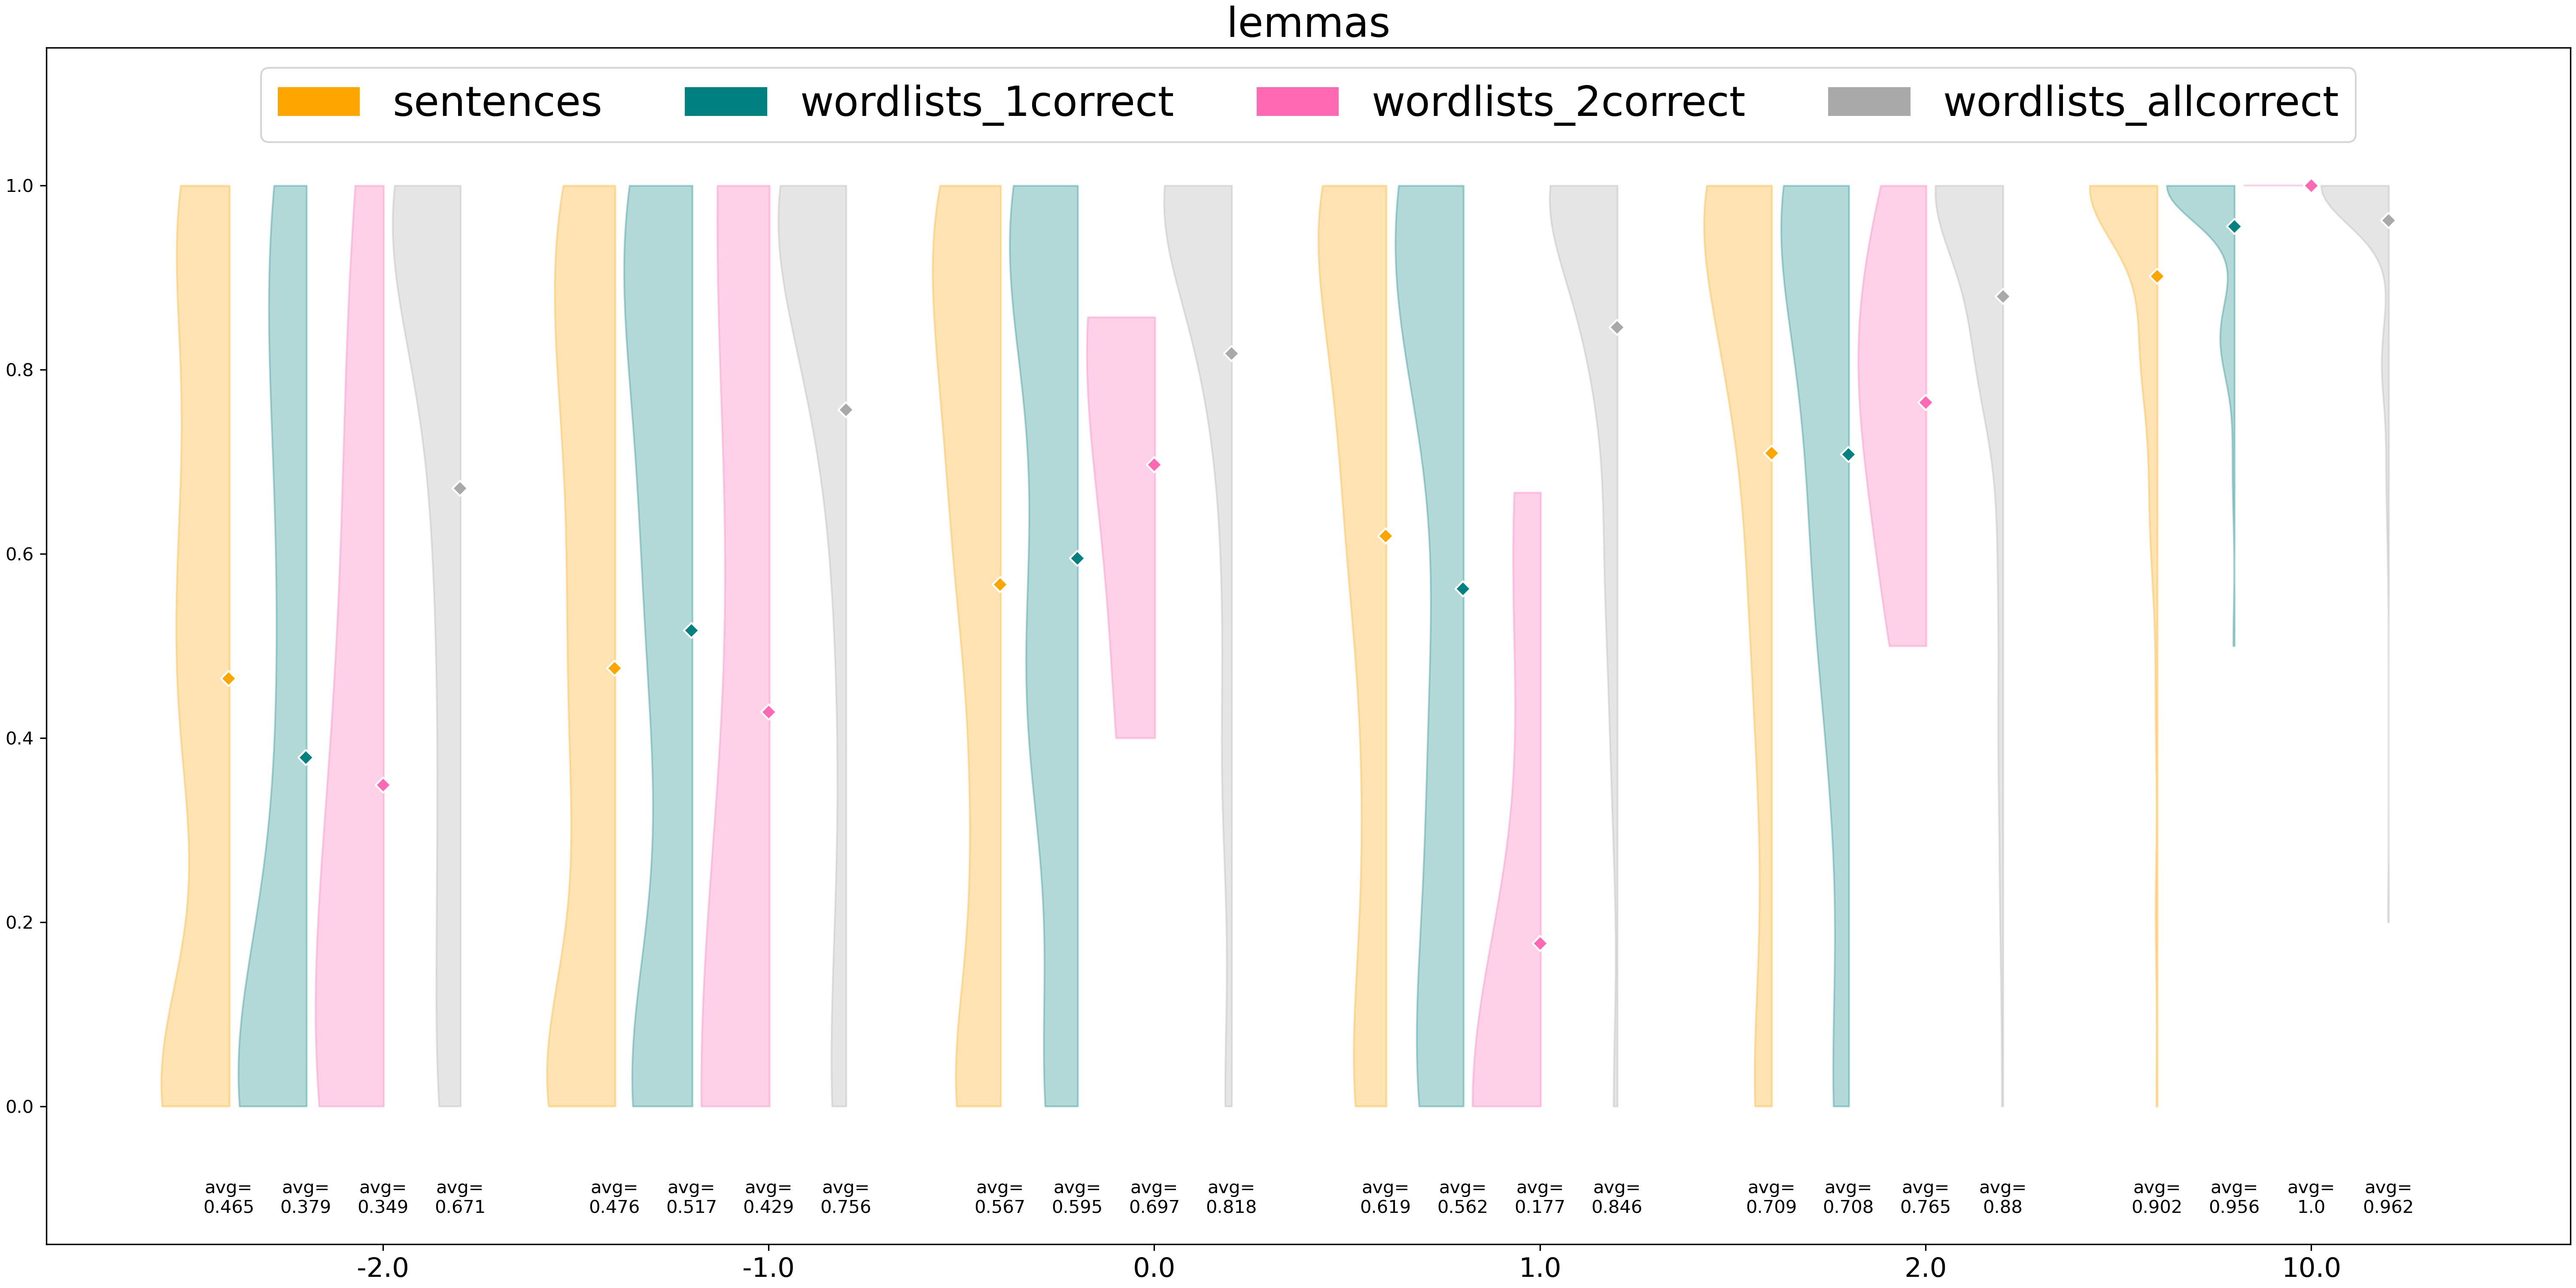 lemmas
sentences wordlists_1correct wordlists_2correct wordlists_allcorrect
1.0
0.8
0.6
0.4
0.2
0.0
avg= avg= avg= avg= avg= avg= avg= avg= avg= avg= avg= avg= avg= avg= avg= avg= avg= avg= avg= avg= avg= avg= avg= avg=
0.465 0.379 0.349 0.671 0.476 0.517 0.429 0.756 0.567 0.595 0.697 0.818 0.619 0.562 0.177 0.846 0.709 0.708 0.765 0.88 0.902 0.956 1.0 0.962
-2.0 -1.0 0.0 1.0 2.0 10.0